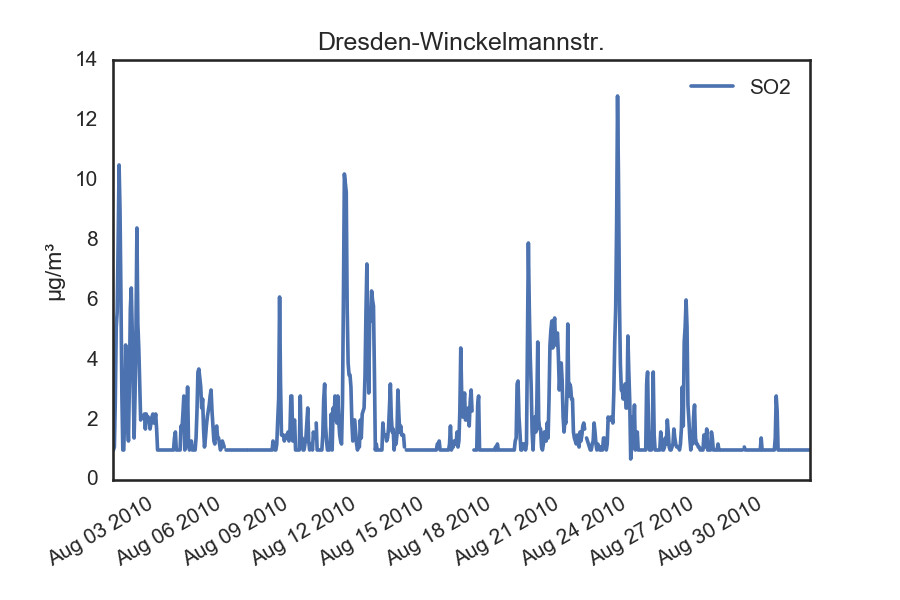 Dresden-Winckelmannstr.
SO2
µg/m³
14
12
10
8
6
4
2
0
Aug 03 2010
Aug 06 2010
Aug 09 2010
Aug 12 2010
Aug 15 2010
Aug 18 2010
Aug 21 2010
Aug 24 2010
Aug 27 2010
Aug 30 2010